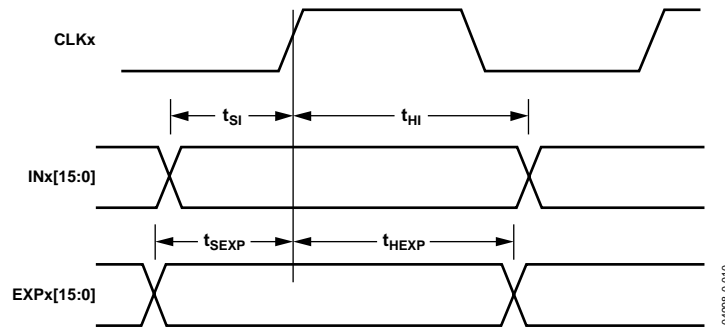 CLKx
tSI
tHI
INx[15:0]
tSEXP
tHEXP
EXPx[15:0]